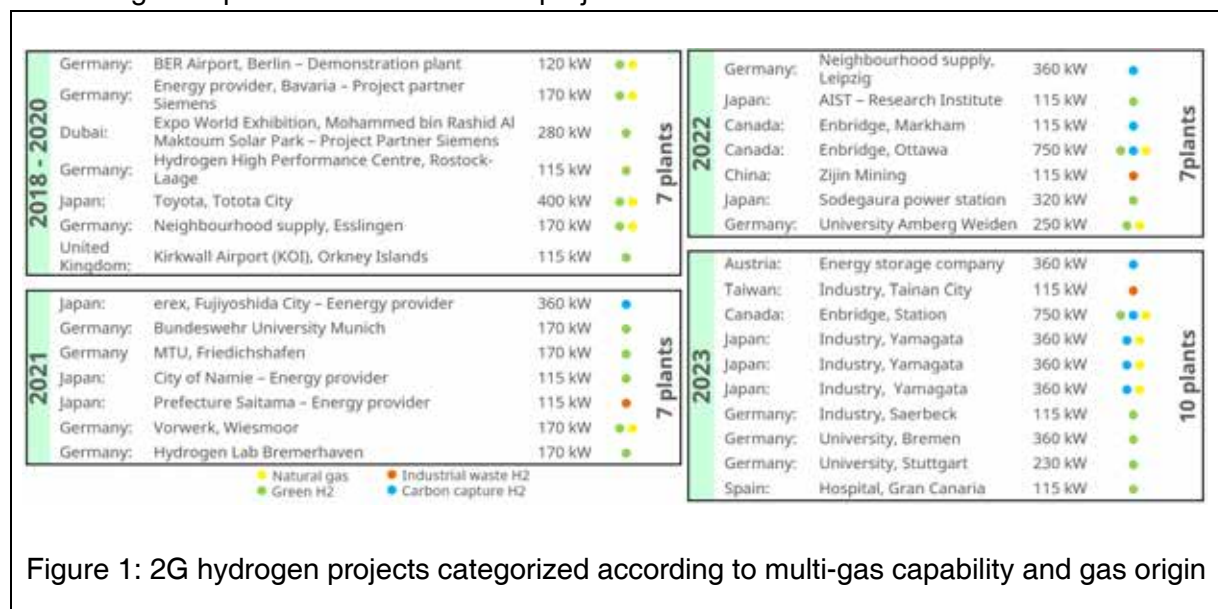 2018 - 2020
Germany: BER Airport, Berlin – Demonstration plant 120 kW
Germany: Energy provider, Bavaria – Project partner
Siemens 170 kW
Dubai: Expo World Exhibition, Mohammed bin Rashid Al
Maktoum Solar Park – Project Partner Siemens 280 kW
Germany: Hydrogen High Performance Centre, Rostock-
Laage 115 kW
Japan: Toyota, Totota City 400 kW
Germany: Neighbourhood supply, Esslingen 170 kW
United
Kingdom: Kirkwall Airport (KOI), Orkney Islands 115 kW
7 plants
2021
Japan: erex, Fujiyoshida City – Eenergy provider 360 kW
Germany: Bundeswehr University Munich 170 kW
Germany MTU, Friedichshafen 170 kW
Japan: City of Namie – Energy provider 115 kW
Japan: Prefecture Saitama – Energy provider 115 kW
Germany: Vorwerk, Wiesmoor 170 kW
Germany: Hydrogen Lab Bremerhaven 170 kW
7 plants
Natural gas Industrial waste H2
Green H2 Carbon capture H2
2022
Germany: Neighbourhood supply,
Leipzig 360 kW
Japan: AIST – Research Institute 115 kW
Canada: Enbridge, Markham 115 kW
Canada: Enbridge, Ottawa 750 kW
China: Zijin Mining 115 kW
Japan: Sodegaura power station 320 kW
Germany: University Amberg Weiden 250 kW
7plants
2023
Austria: Energy storage company 360 kW
Taiwan: Industry, Tainan City 115 kW
Canada: Enbridge, Station 750 kW
Japan: Industry, Yamagata 360 kW
Japan: Industry, Yamagata 360 kW
Japan: Industry, Yamagata 360 kW
Germany: Industry, Saerbeck 115 kW
Germany: University, Bremen 360 kW
Germany: University, Stuttgart 230 kW
Spain: Hospital, Gran Canaria 115 kW
10 plants
Figure 1: 2G hydrogen projects categorized according to multi-gas capability and gas origin